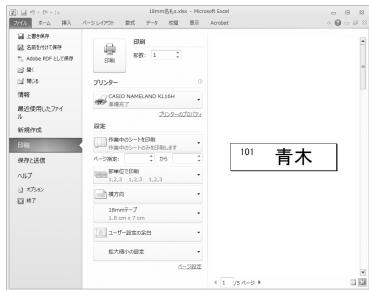 18mm名札s.xlsx - Microsoft Excel
ファイル ホーム 挿入 ページレイアウト 数式 データ 校閲 表示 Acrobat
上書き保存
名前を付けて保存
Adobe PDF として保存
開く
閉じる
情報
最近使用したファイル
新規作成
印刷
保存と送信
ヘルプ
オプション
終了
印刷
印刷
部数: 1
プリンター
CASIO NAMELAND KL16H
準備完了
プリンターのプロパティ
設定
作業中のシートを印刷
作業中のシートのみを印刷します
ページ指定: から
部単位で印刷
1,2,3 1,2,3 1,2,3
横方向
18mmテープ
1.8 cm x 7 cm
ユーザー設定の余白
拡大縮小の設定
ページ設定
101 青木
1 /5 ページ